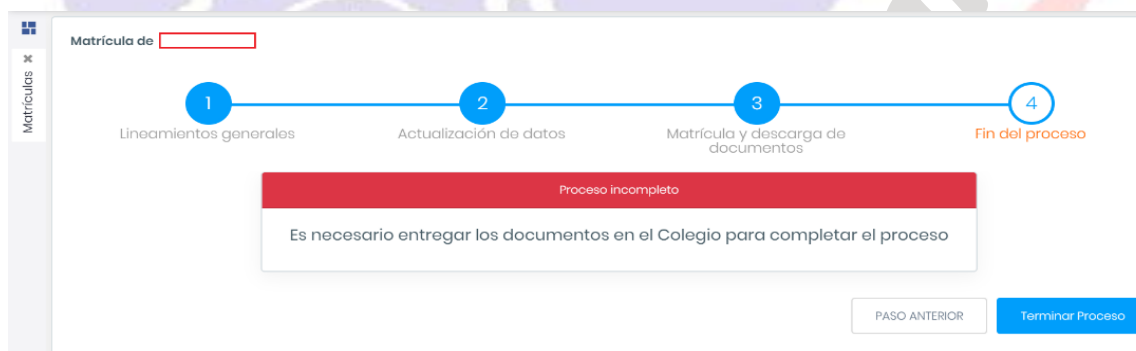 Matrículas
Matrícula de
1
2
3
4
Lineamientos generales
Actualización de datos
Matrícula y descarga de
documentos
Fin del proceso
Proceso incompleto
Es necesario entregar los documentos en el Colegio para completar el proceso
PASO ANTERIOR
Terminar Proceso